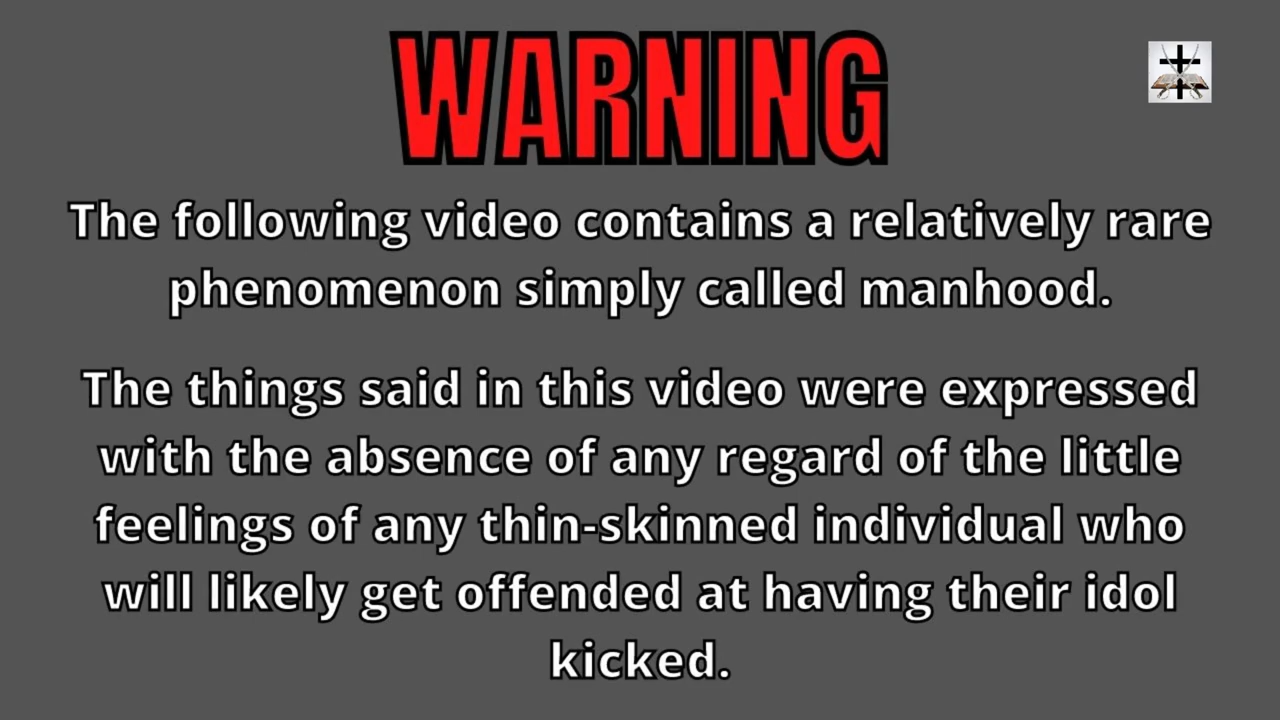 WARNING
The following video contains a relatively rare
phenomenon simply called manhood.
The things said in this video were expressed
with the absence of any regard of the little
feelings of any thin-skinned individual who
will likely get offended at having their idol
kicked.